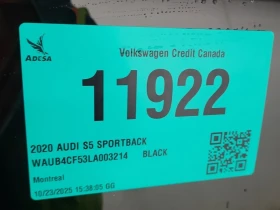 ADESA
Volkswagen Credit Canada
11922
2020 AUDI S5 SPORTBACK
WAUB4CF53LA003214 BLACK
Montreal
10/23/2025 15:38:05 GG